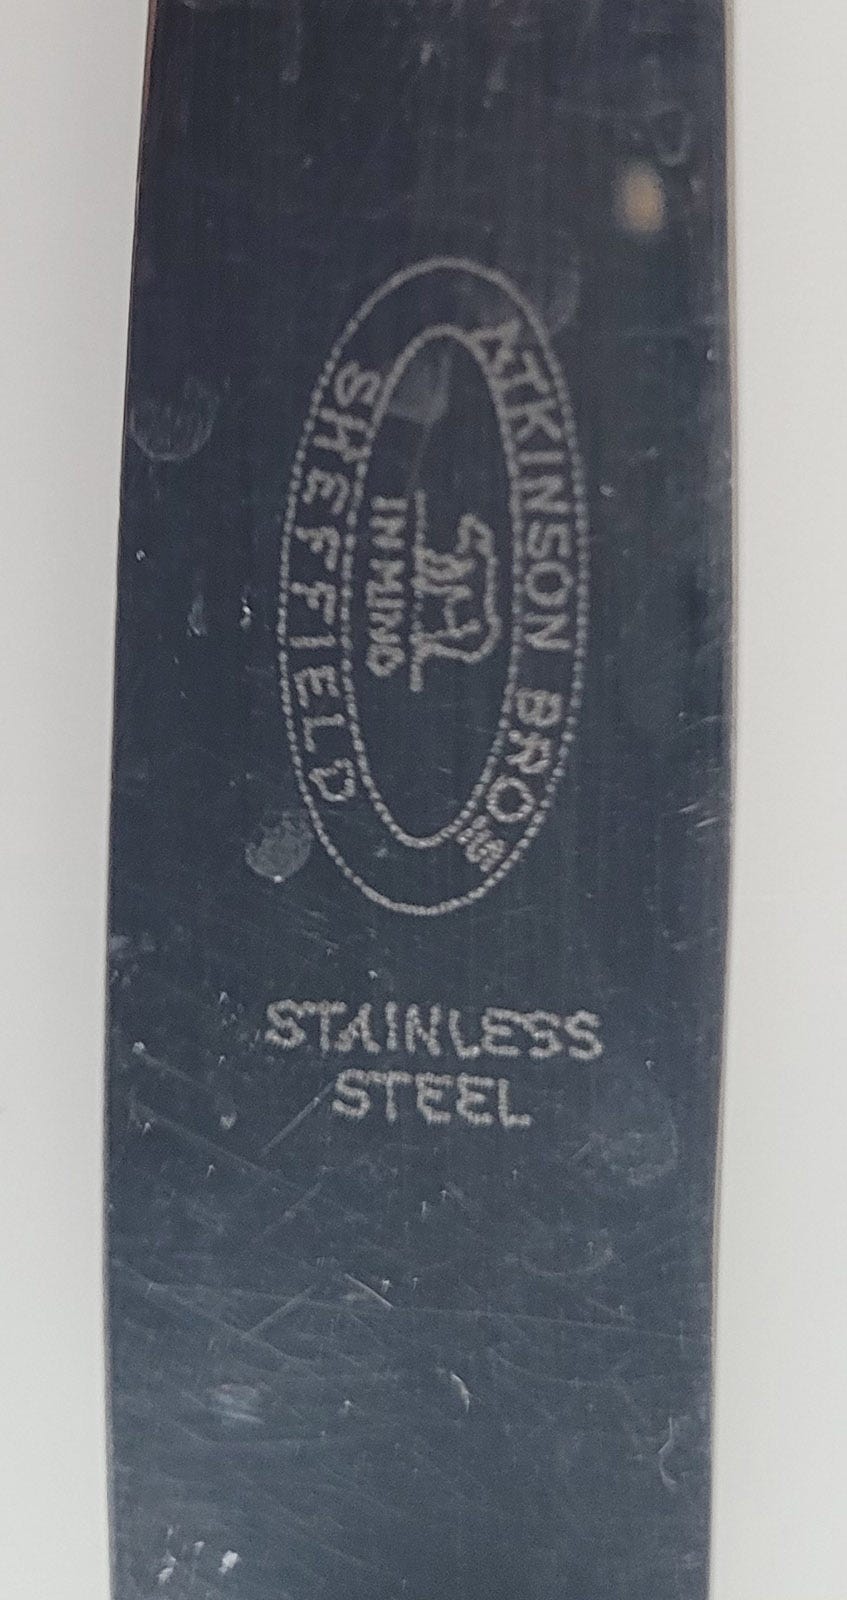 ATKINSON BROS
IN MIND
SHEFFIELD
STAINLESS
STEEL